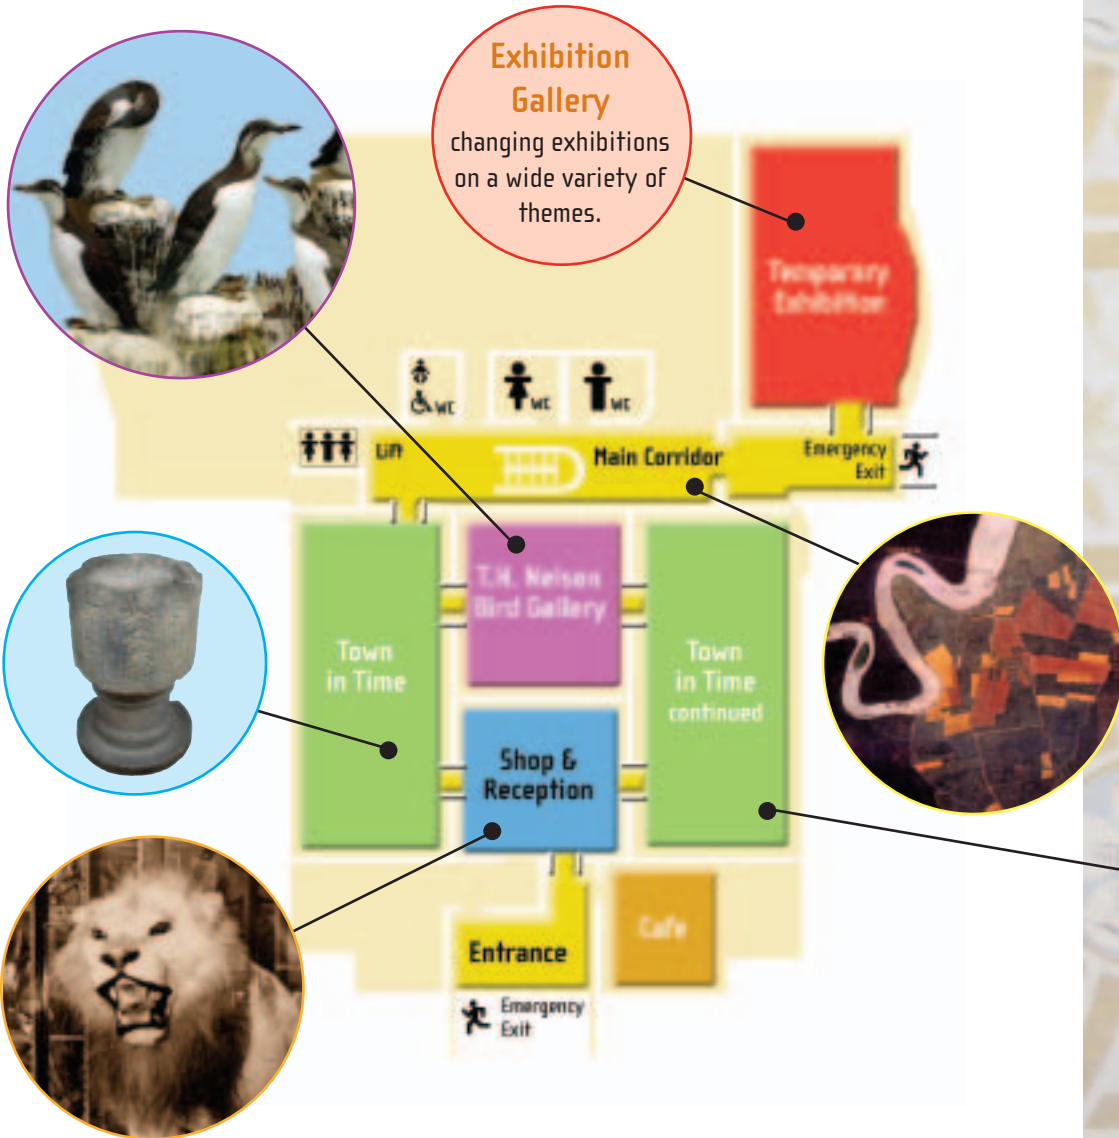 Exhibition
Gallery
changing exhibitions
on a wide variety of
themes.
Temporary
Exhibition
WC
WC
WC
Lift
Main Corridor
Emergency
Exit
T.H. Nelson
Bird Gallery
Town
in Time
Town
in Time
continued
Shop &
Reception
Cafe
Entrance
Emergency
Exit